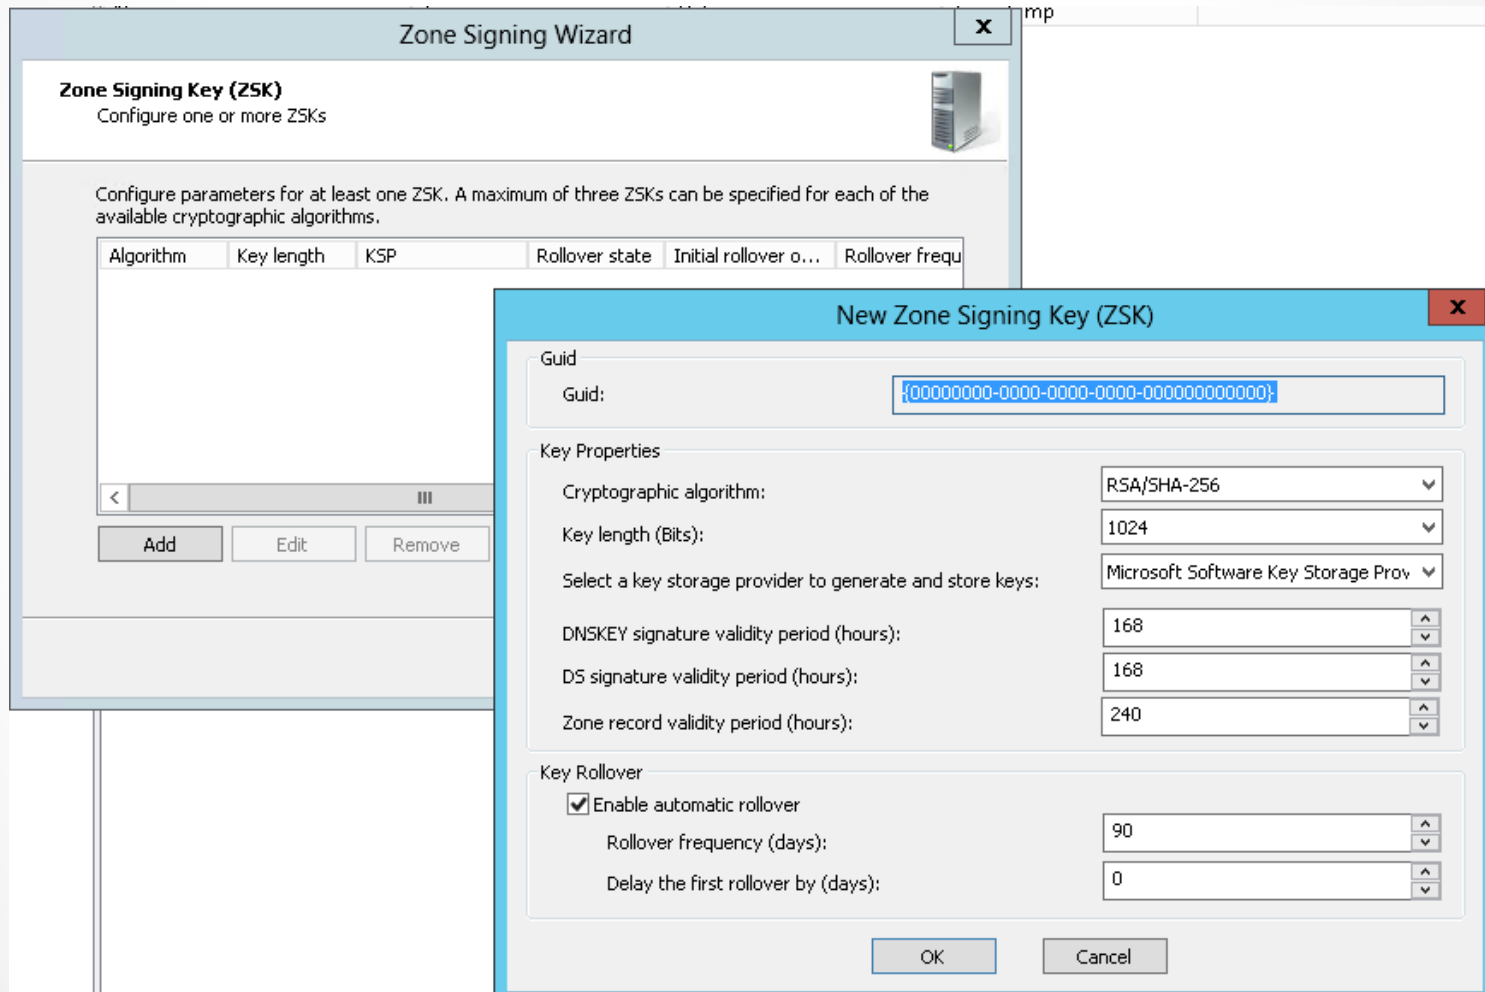 mp
Zone Signing Wizard
x
Zone Signing Key (ZSK)
Configure one or more ZSKs
Configure parameters for at least one ZSK. A maximum of three ZSKs can be specified for each of the
available cryptographic algorithms.
Algorithm Key length KSP Rollover state Initial rollover o... Rollover frequ
Add Edit Remove
New Zone Signing Key (ZSK)
x
Guid
Guid: {00000000-0000-0000-0000-000000000000}
Key Properties
Cryptographic algorithm: RSA/SHA-256
Key length (Bits): 1024
Select a key storage provider to generate and store keys: Microsoft Software Key Storage Prov
DNSKEY signature validity period (hours): 168
DS signature validity period (hours): 168
Zone record validity period (hours): 240
Key Rollover
Enable automatic rollover
Rollover frequency (days): 90
Delay the first rollover by (days): 0
OK Cancel